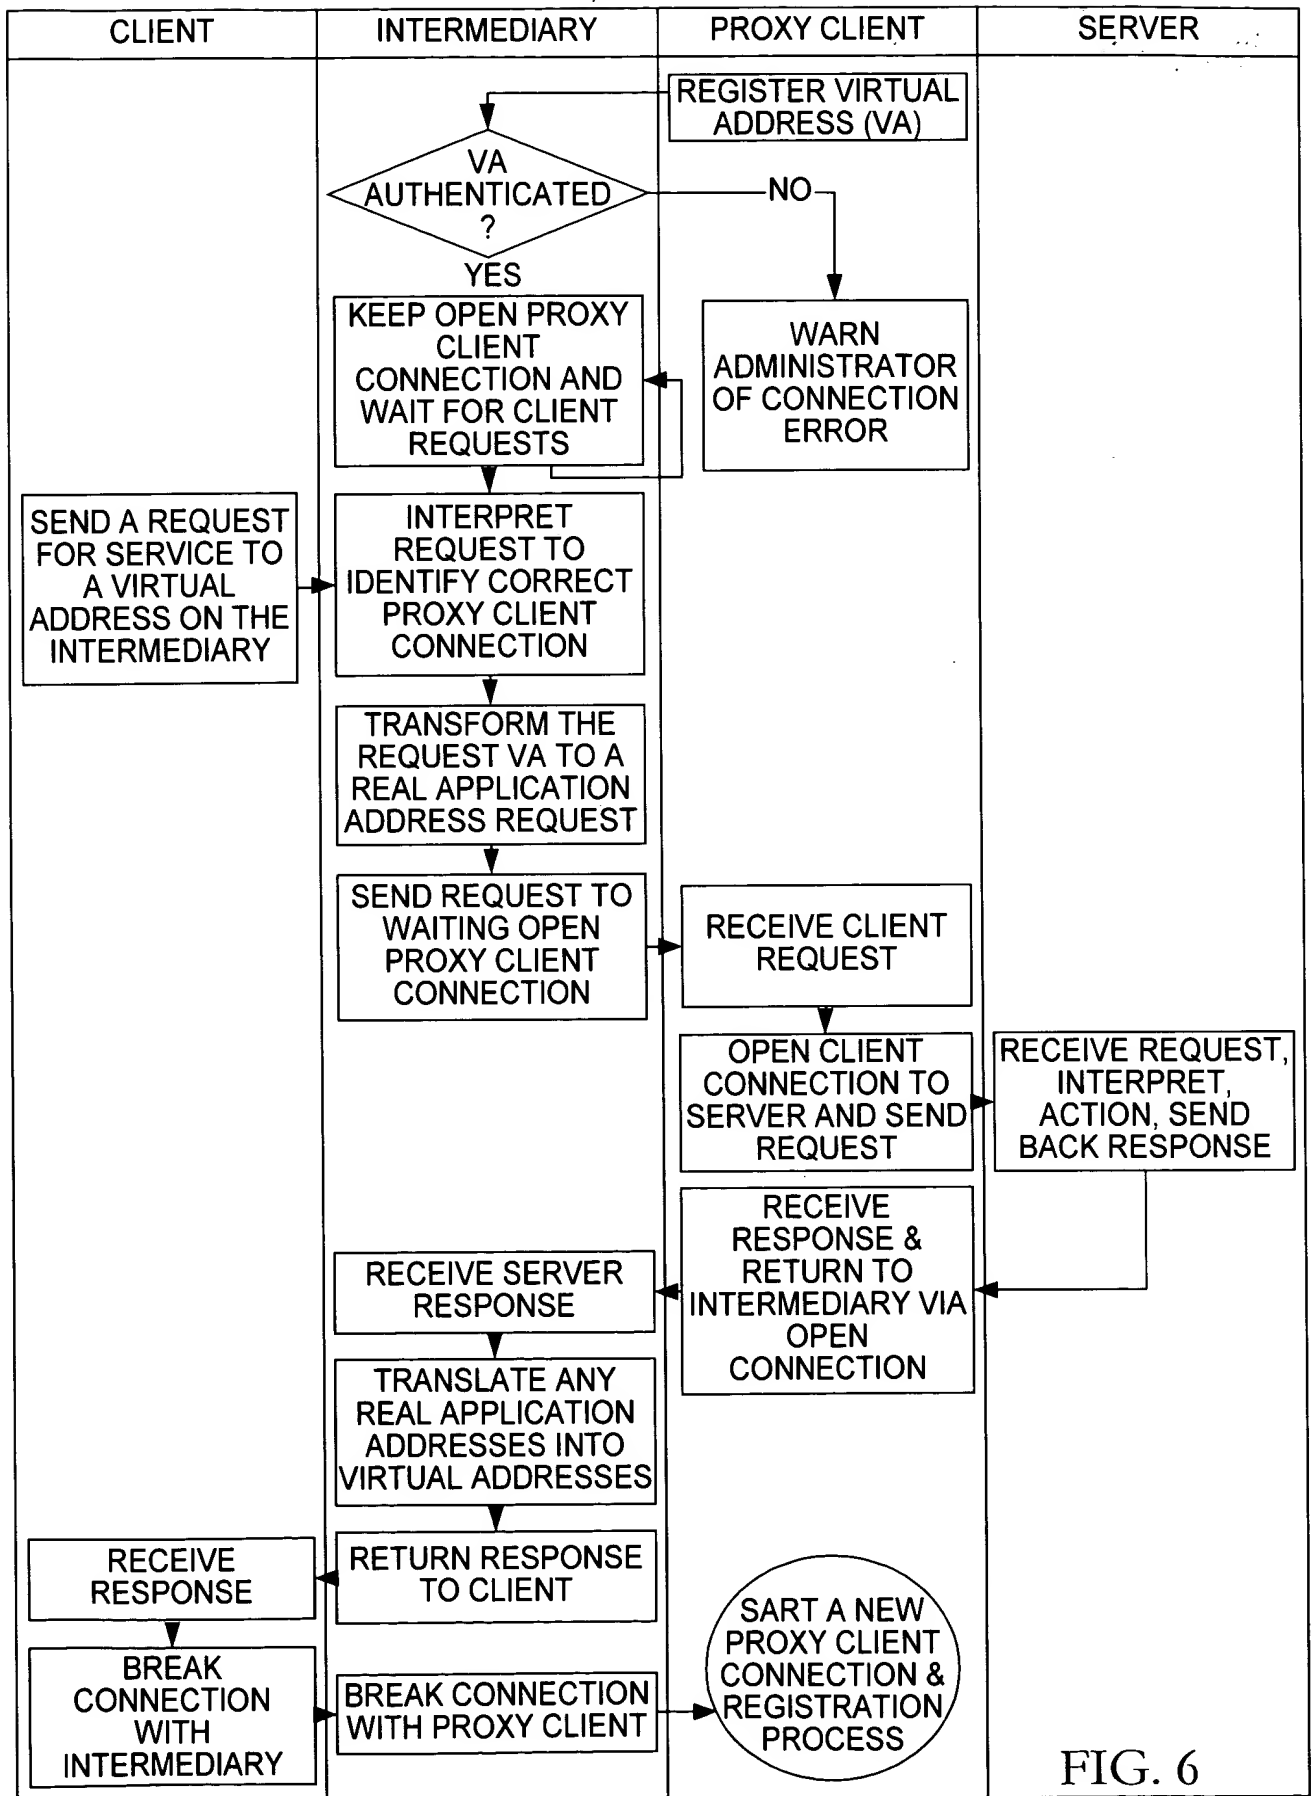 CLIENT
INTERMEDIARY
PROXY CLIENT
SERVER
REGISTER VIRTUAL
ADDRESS (VA)
VA
AUTHENTICATED
?
NO
YES
KEEP OPEN PROXY
CLIENT
CONNECTION AND
WAIT FOR CLIENT
REQUESTS
WARN
ADMINISTRATOR
OF CONNECTION
ERROR
SEND A REQUEST
FOR SERVICE TO
A VIRTUAL
ADDRESS ON THE
INTERMEDIARY
INTERPRET
REQUEST TO
IDENTIFY CORRECT
PROXY CLIENT
CONNECTION
TRANSFORM THE
REQUEST VA TO A
REAL APPLICATION
ADDRESS REQUEST
SEND REQUEST TO
WAITING OPEN
PROXY CLIENT
CONNECTION
RECEIVE CLIENT
REQUEST
OPEN CLIENT
CONNECTION TO
SERVER AND SEND
REQUEST
RECEIVE REQUEST,
INTERPRET,
ACTION, SEND
BACK RESPONSE
RECEIVE
RESPONSE &
RETURN TO
INTERMEDIARY VIA
OPEN
CONNECTION
RECEIVE SERVER
RESPONSE
TRANSLATE ANY
REAL APPLICATION
ADDRESSES INTO
VIRTUAL ADDRESSES
RETURN RESPONSE
TO CLIENT
RECEIVE
RESPONSE
BREAK
CONNECTION
WITH
INTERMEDIARY
BREAK CONNECTION
WITH PROXY CLIENT
SART A NEW
PROXY CLIENT
CONNECTION &
REGISTRATION
PROCESS
FIG. 6